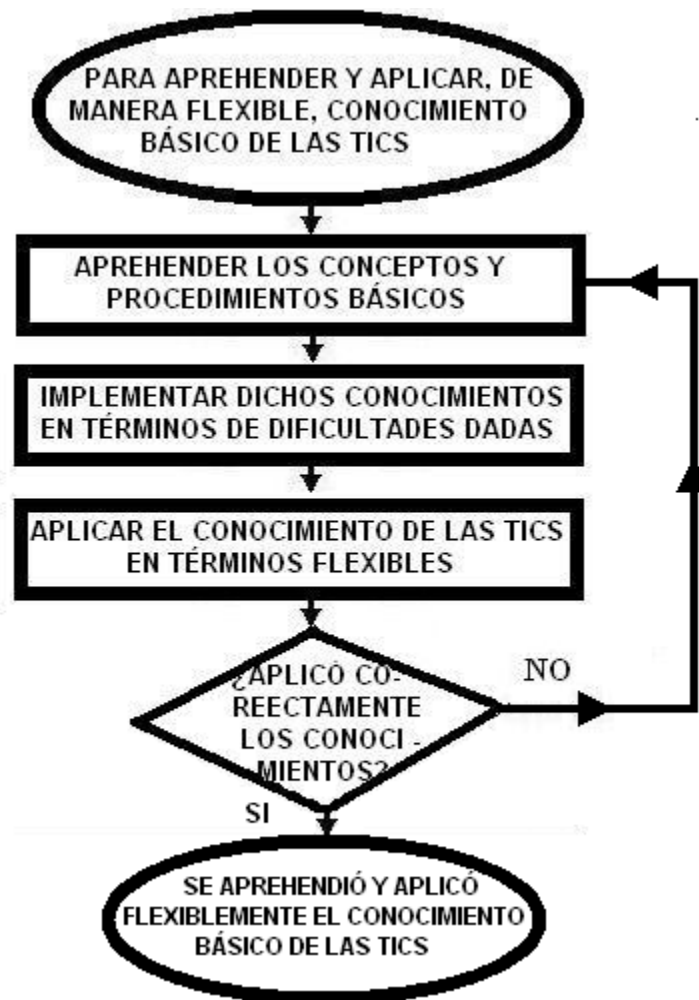 PARA APREHENDER Y APLICAR, DE
MANERA FLEXIBLE, CONOCIMIENTO
BÁSICO DE LAS TICS
APREHENDER LOS CONCEPTOS Y
PROCEDIMIENTOS BÁSICOS
IMPLEMENTAR DICHOS CONOCIMIENTOS
EN TÉRMINOS DE DIFICULTADES DADAS
APLICAR EL CONOCIMIENTO DE LAS TICS
EN TÉRMINOS FLEXIBLES
¿APLICÓ CO-
REECTAMENTE
LOS CONOCI -
MIENTOS?
NO
SI
SE APREHENDIÓ Y APLICÓ
FLEXIBLEMENTE EL CONOCIMIENTO
BÁSICO DE LAS TICS